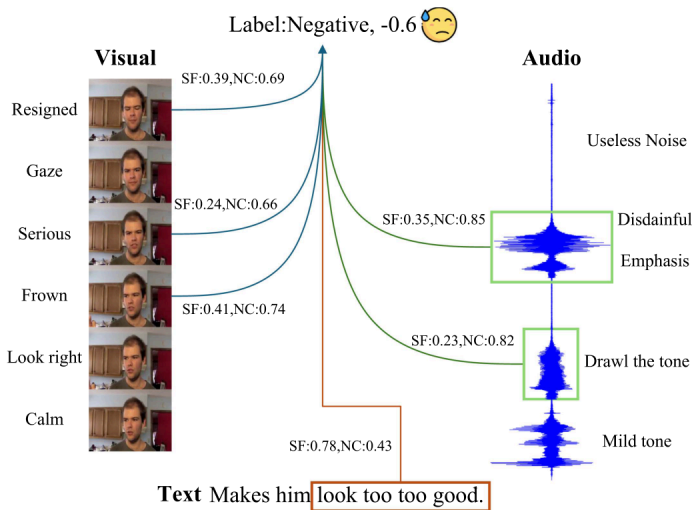 Label:Negative, -0.6
Visual
Audio
SF:0.39,NC:0.69
Resigned
Useless Noise
Gaze
SF:0.24,NC:0.66
SF:0.35,NC:0.85
Disdainful
Serious
Emphasis
Frown
SF:0.41,NC:0.74
SF:0.23,NC:0.82
Look right
Drawl the tone
Calm
SF:0.78,NC:0.43
Mild tone
Text Makes him look too too good.